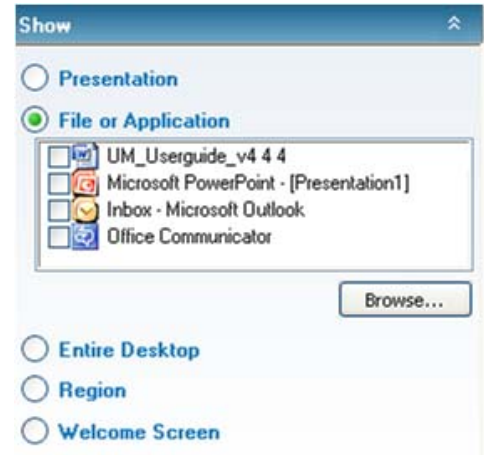 Show
Presentation
File or Application
UM_Userguide_v4 4 4
Microsoft PowerPoint - [Presentation1]
Inbox - Microsoft Outlook
Office Communicator
Browse...
Entire Desktop
Region
Welcome Screen